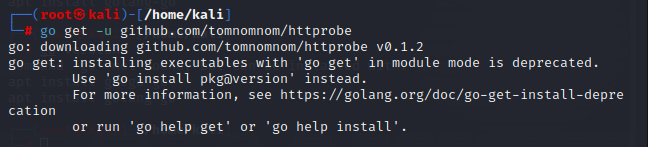 ┌──(root㉿kali)-[/home/kali]
└─# go get -u github.com/tomnomnom/httprobe
go: downloading github.com/tomnomnom/httprobe v0.1.2
go get: installing executables with 'go get' in module mode is deprecated.
        Use 'go install pkg@version' instead.
        For more information, see https://golang.org/doc/go-get-install-depre
cation
        or run 'go help get' or 'go help install'.